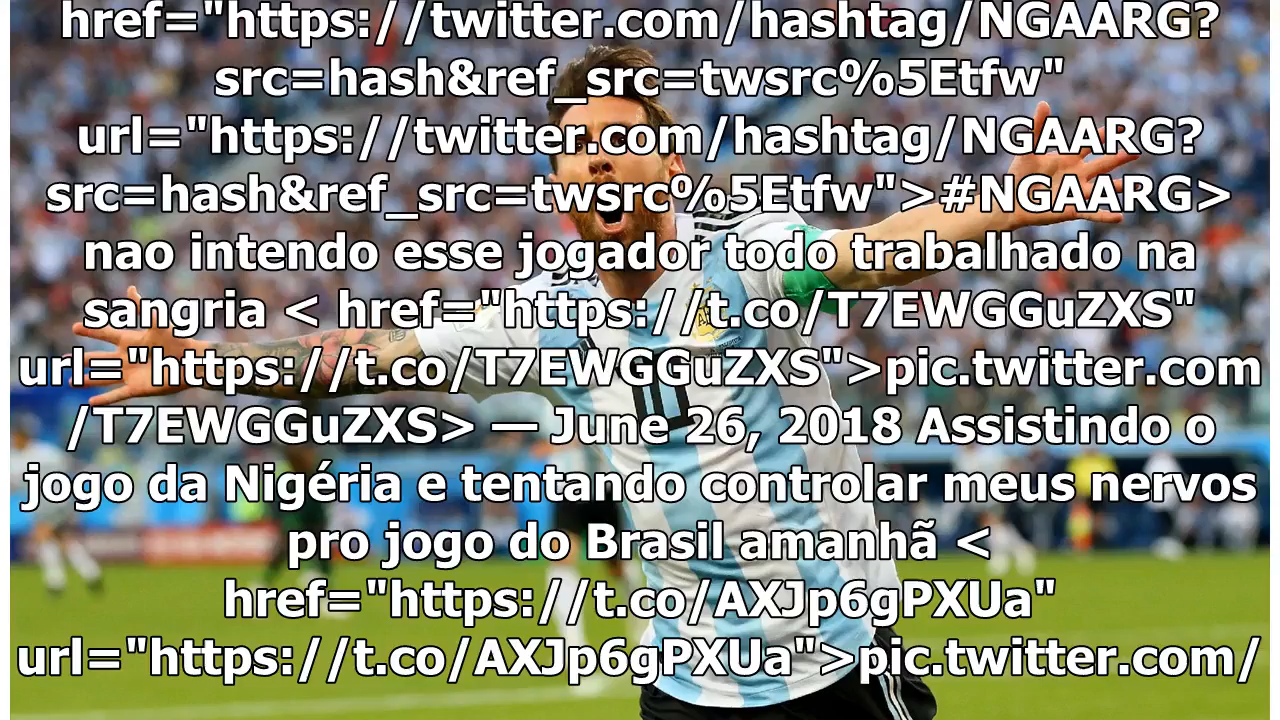 href="https://twitter.com/hashtag/NGAARG?
src=hash&ref_src=twsrc%5Etfw"
url="https://twitter.com/hashtag/NGAARG?
src=hash&ref_src=twsrc%5Etfw">#NGAARG>
nao intendo esse jogador todo trabalhado na
sangria < href="https://t.co/T7EWGGuZXS"
url="https://t.co/T7EWGGuZXS">pic.twitter.com
/T7EWGGuZXS> — June 26, 2018 Assistindo o
jogo da Nigéria e tentando controlar meus nervos
pro jogo do Brasil amanhã <
href="https://t.co/AXJp6gPXUa"
url="https://t.co/AXJp6gPXUa">pic.twitter.com/
10